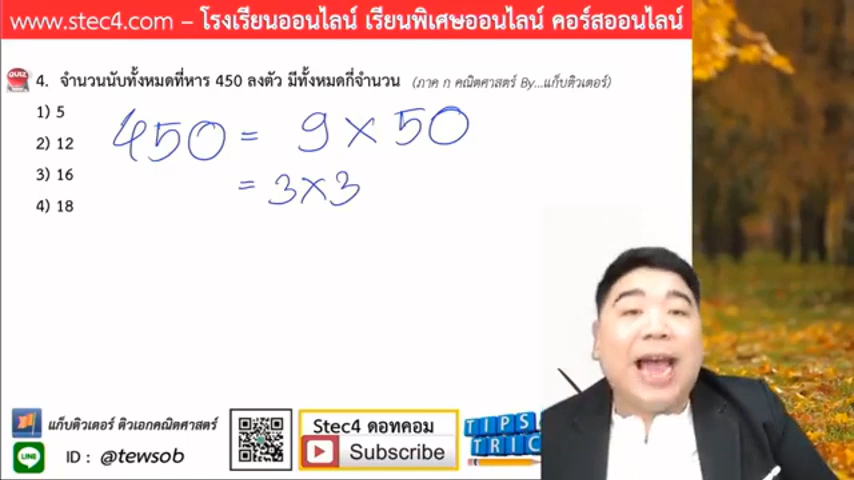 www.stec4.com – โรงเรียนออนไลน์ เรียนพิเศษออนไลน์ คอร์สออนไลน์
QUIZ 4. จำนวนนับทั้งหมดที่หาร 450 ลงตัว มีทั้งหมดกี่จำนวน (ภาค ก คณิตศาสตร์ By...แก็บติวเตอร์)
1) 5
2) 12
3) 16
4) 18
450 = 9 × 50
= 3 × 3
แก็บติวเตอร์ ติวเอกคณิตศาสตร์
LINE ID : @tewsob
Stec4 ดอทคอม
Subscribe
TIPS
TRIC